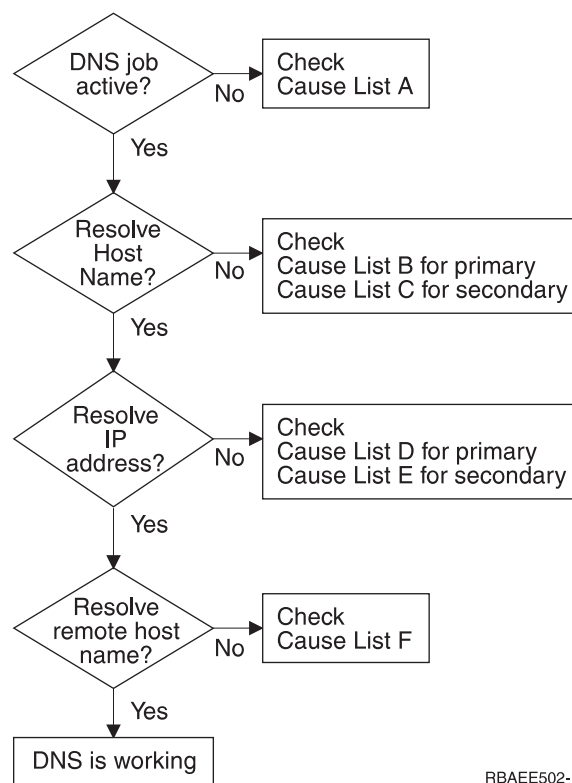 DNS job
active?
No
Check
Cause List A
Yes
Resolve
Host
Name?
No
Check
Cause List B for primary
Cause List C for secondary
Yes
Resolve
IP
address?
No
Check
Cause List D for primary
Cause List E for secondary
Yes
Resolve
remote host
name?
No
Check
Cause List F
Yes
DNS is working
RBAEE502-